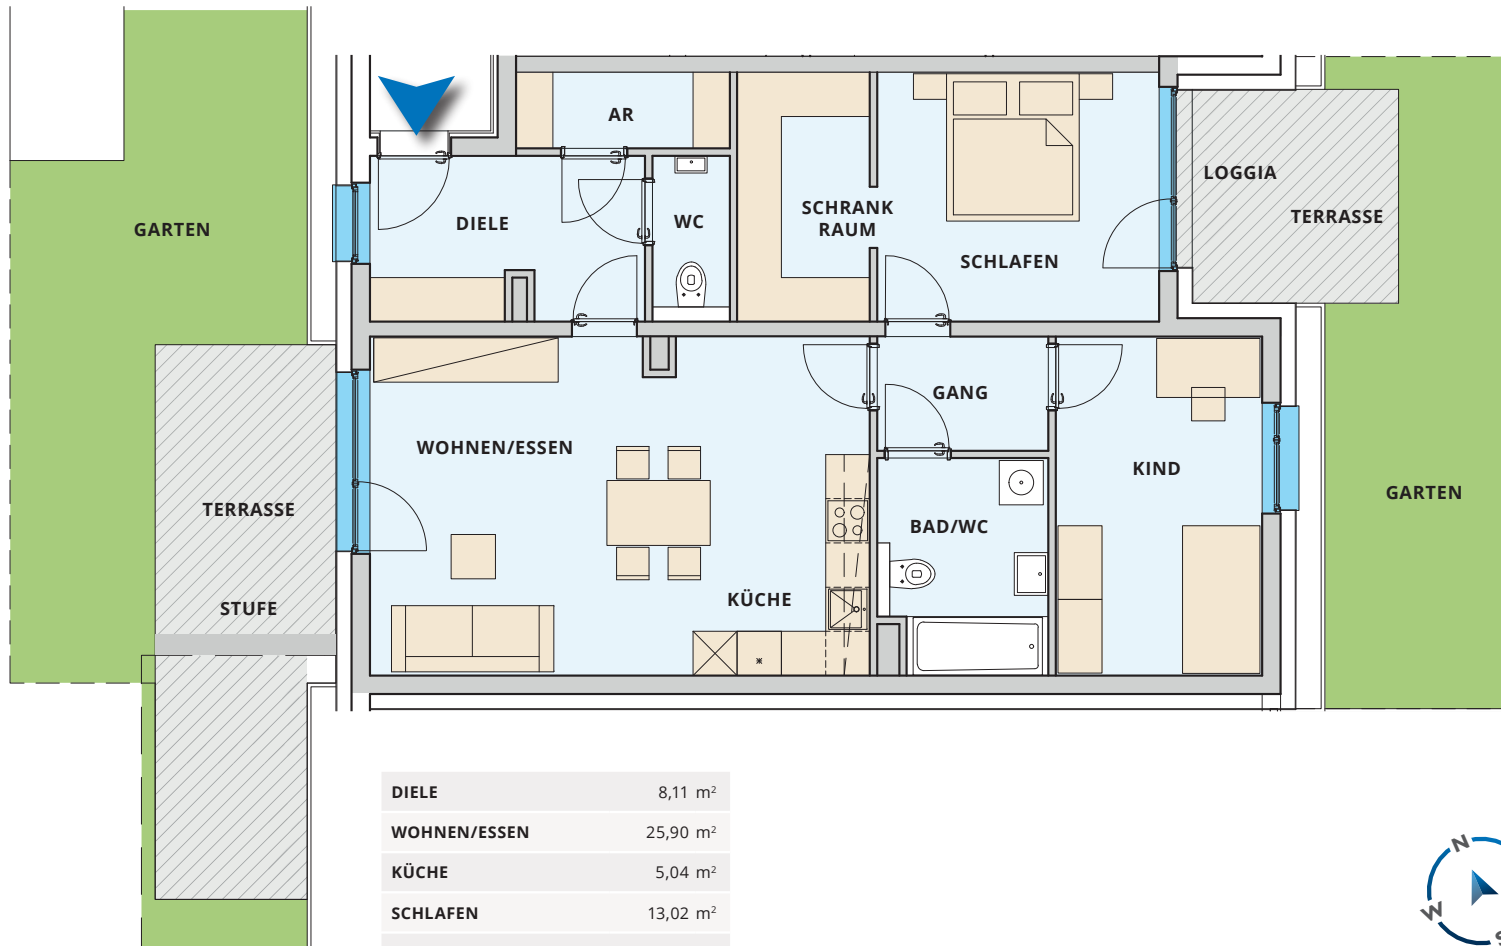 AR
GARTEN
DIELE
WC
SCHRANK
RAUM
SCHLAFEN
LOGGIA
TERRASSE
WOHNEN/ESSEN
GANG
KIND
TERRASSE
BAD/WC
GARTEN
STUFE
KÜCHE
DIELE 8,11 m²
WOHNEN/ESSEN 25,90 m²
KÜCHE 5,04 m²
SCHLAFEN 13,02 m²
N
W
S